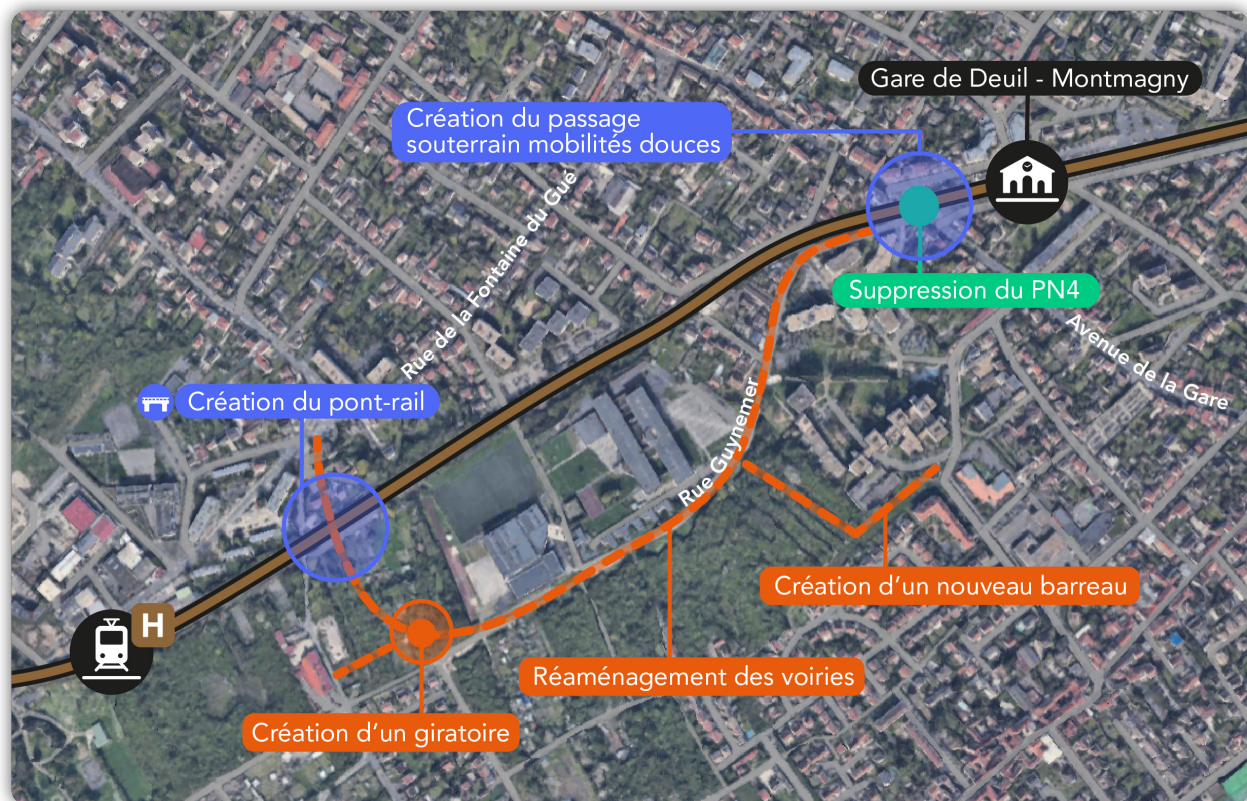 Gare de Deuil - Montmagny
Création du passage
souterrain mobilités douces
Rue de la Fontaine du Gué
Suppression du PN4
Avenue de la Gare
Création du pont-rail
Rue Guynemer
Création d'un nouveau barreau
H
Réaménagement des voiries
Création d'un giratoire